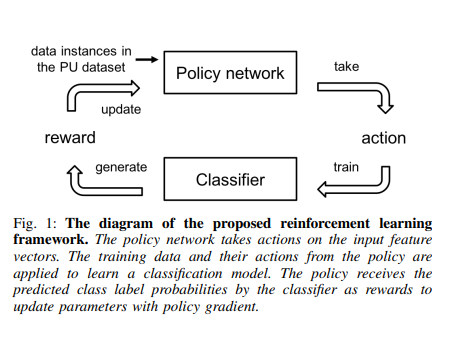 data instances in
the PU dataset
Policy network
take
update
reward
action
generate
train
Classifier
Fig. 1: The diagram of the proposed reinforcement learning
framework. The policy network takes actions on the input feature
vectors. The training data and their actions from the policy are
applied to learn a classification model. The policy receives the
predicted class label probabilities by the classifier as rewards to
update parameters with policy gradient.